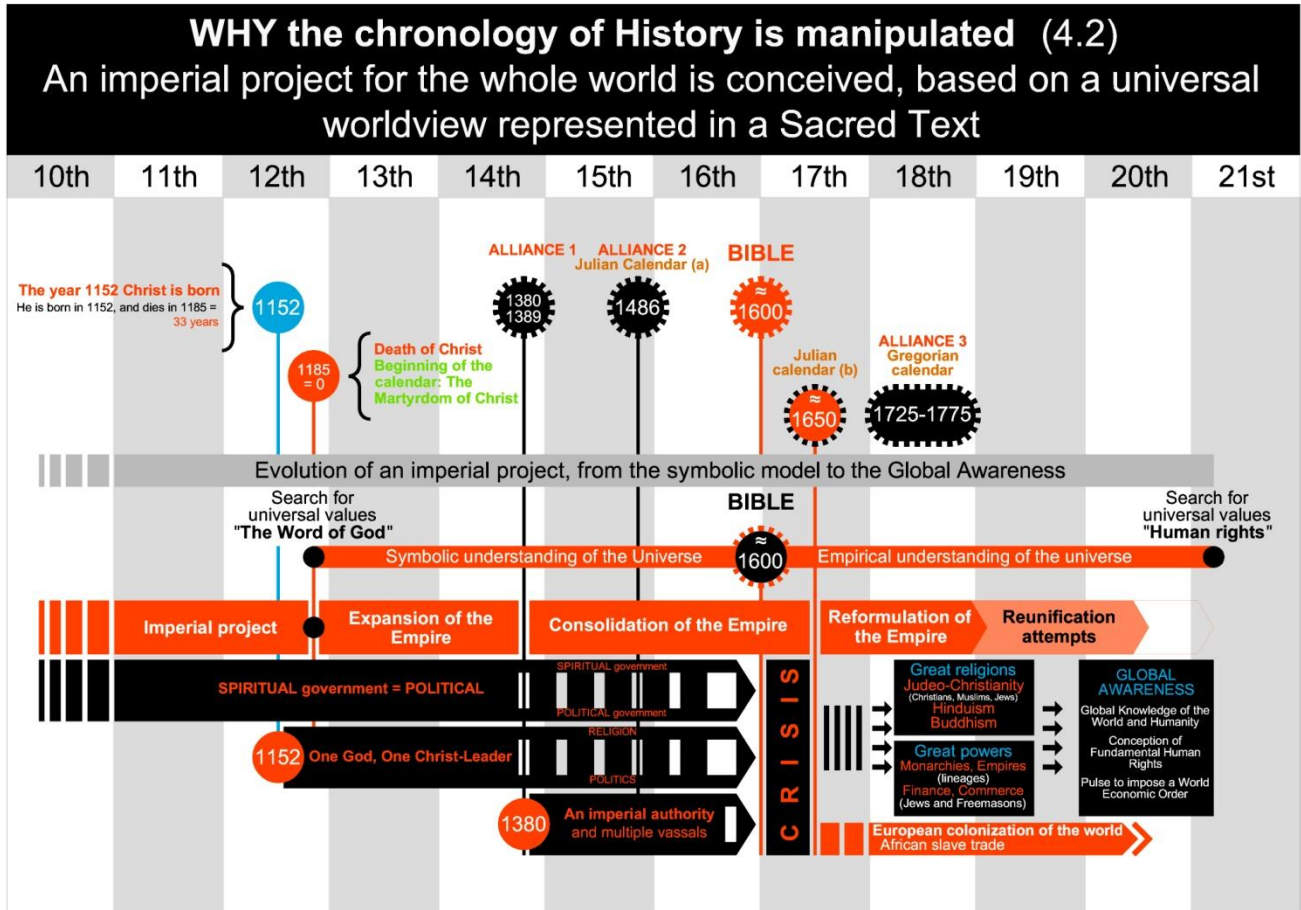 WHY the chronology of History is manipulated (4.2)
An imperial project for the whole world is conceived, based on a universal
worldview represented in a Sacred Text
10th 11th 12th 13th 14th 15th 16th 17th 18th 19th 20th 21st
The year 1152 Christ is born
He is born in 1152, and dies in 1185 =
33 years
1152
1185
= 0
Death of Christ
Beginning of the
calendar: The
Martyrdom of Christ
ALLIANCE 1
1380
1389
ALLIANCE 2
Julian Calendar (a)
1486
BIBLE
≈
1600
Julian
calendar (b)
≈
1650
ALLIANCE 3
Gregorian
calendar
1725-1775
Evolution of an imperial project, from the symbolic model to the Global Awareness
Search for
universal values
"The Word of God"
BIBLE
≈
1600
Search for
universal values
"Human rights"
Symbolic understanding of the Universe
Empirical understanding of the universe
Imperial project
Expansion of the
Empire
Consolidation of the Empire
Reformulation of
the Empire
Reunification
attempts
SPIRITUAL government = POLITICAL
SPIRITUAL government
POLITICAL government
1152
One God, One Christ-Leader
RELIGION
POLITICS
1380
An imperial authority
and multiple vassals
CRISIS
Great religions
Judeo-Christianity
(Christians, Muslims, Jews)
Hinduism
Buddhism
Great powers
Monarchies, Empires
(lineages)
Finance, Commerce
(Jews and Freemasons)
GLOBAL
AWARENESS
Global Knowledge of the
World and Humanity
Conception of
Fundamental Human
Rights
Pulse to impose a World
Economic Order
European colonization of the world
African slave trade